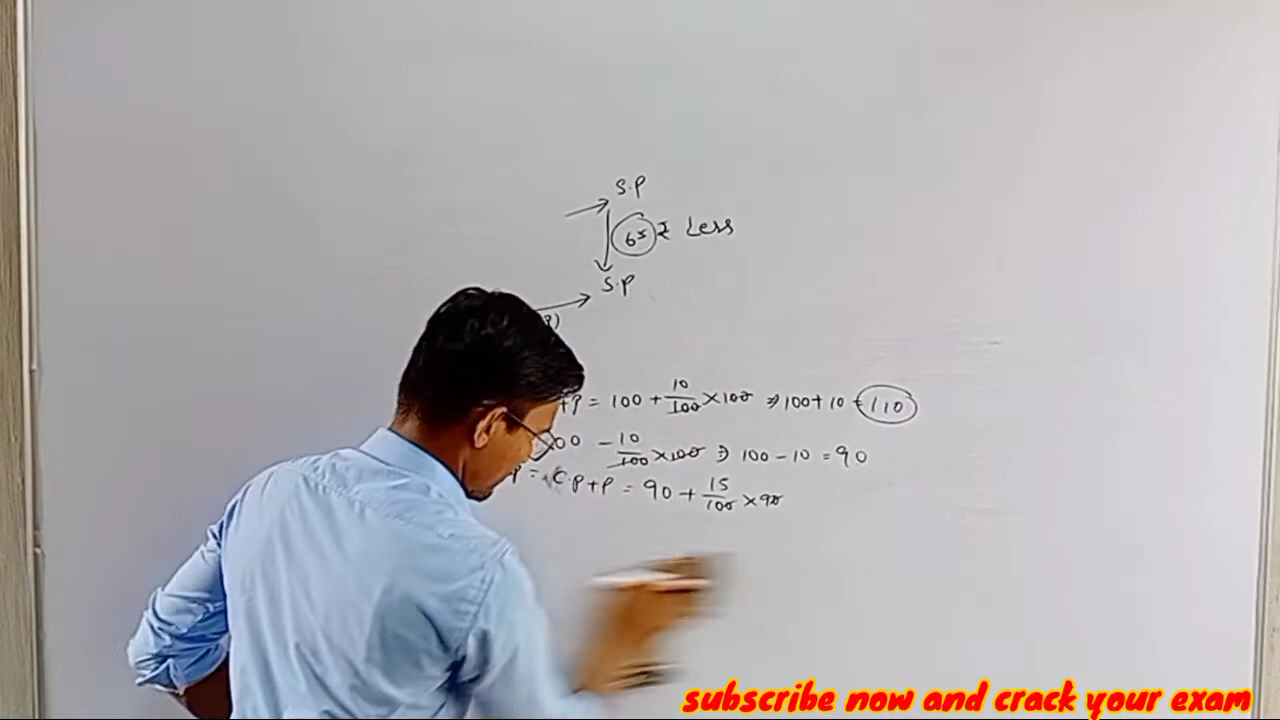 S.P
65 ₹ Less
S.P
+P = 100 + 10/100 × 100 ⇒ 100 + 10 = 110
00 - 10/100 × 100 ⇒ 100 - 10 = 90
P = C.P + P = 90 + 15/100 × 90
subscribe now and crack your exam